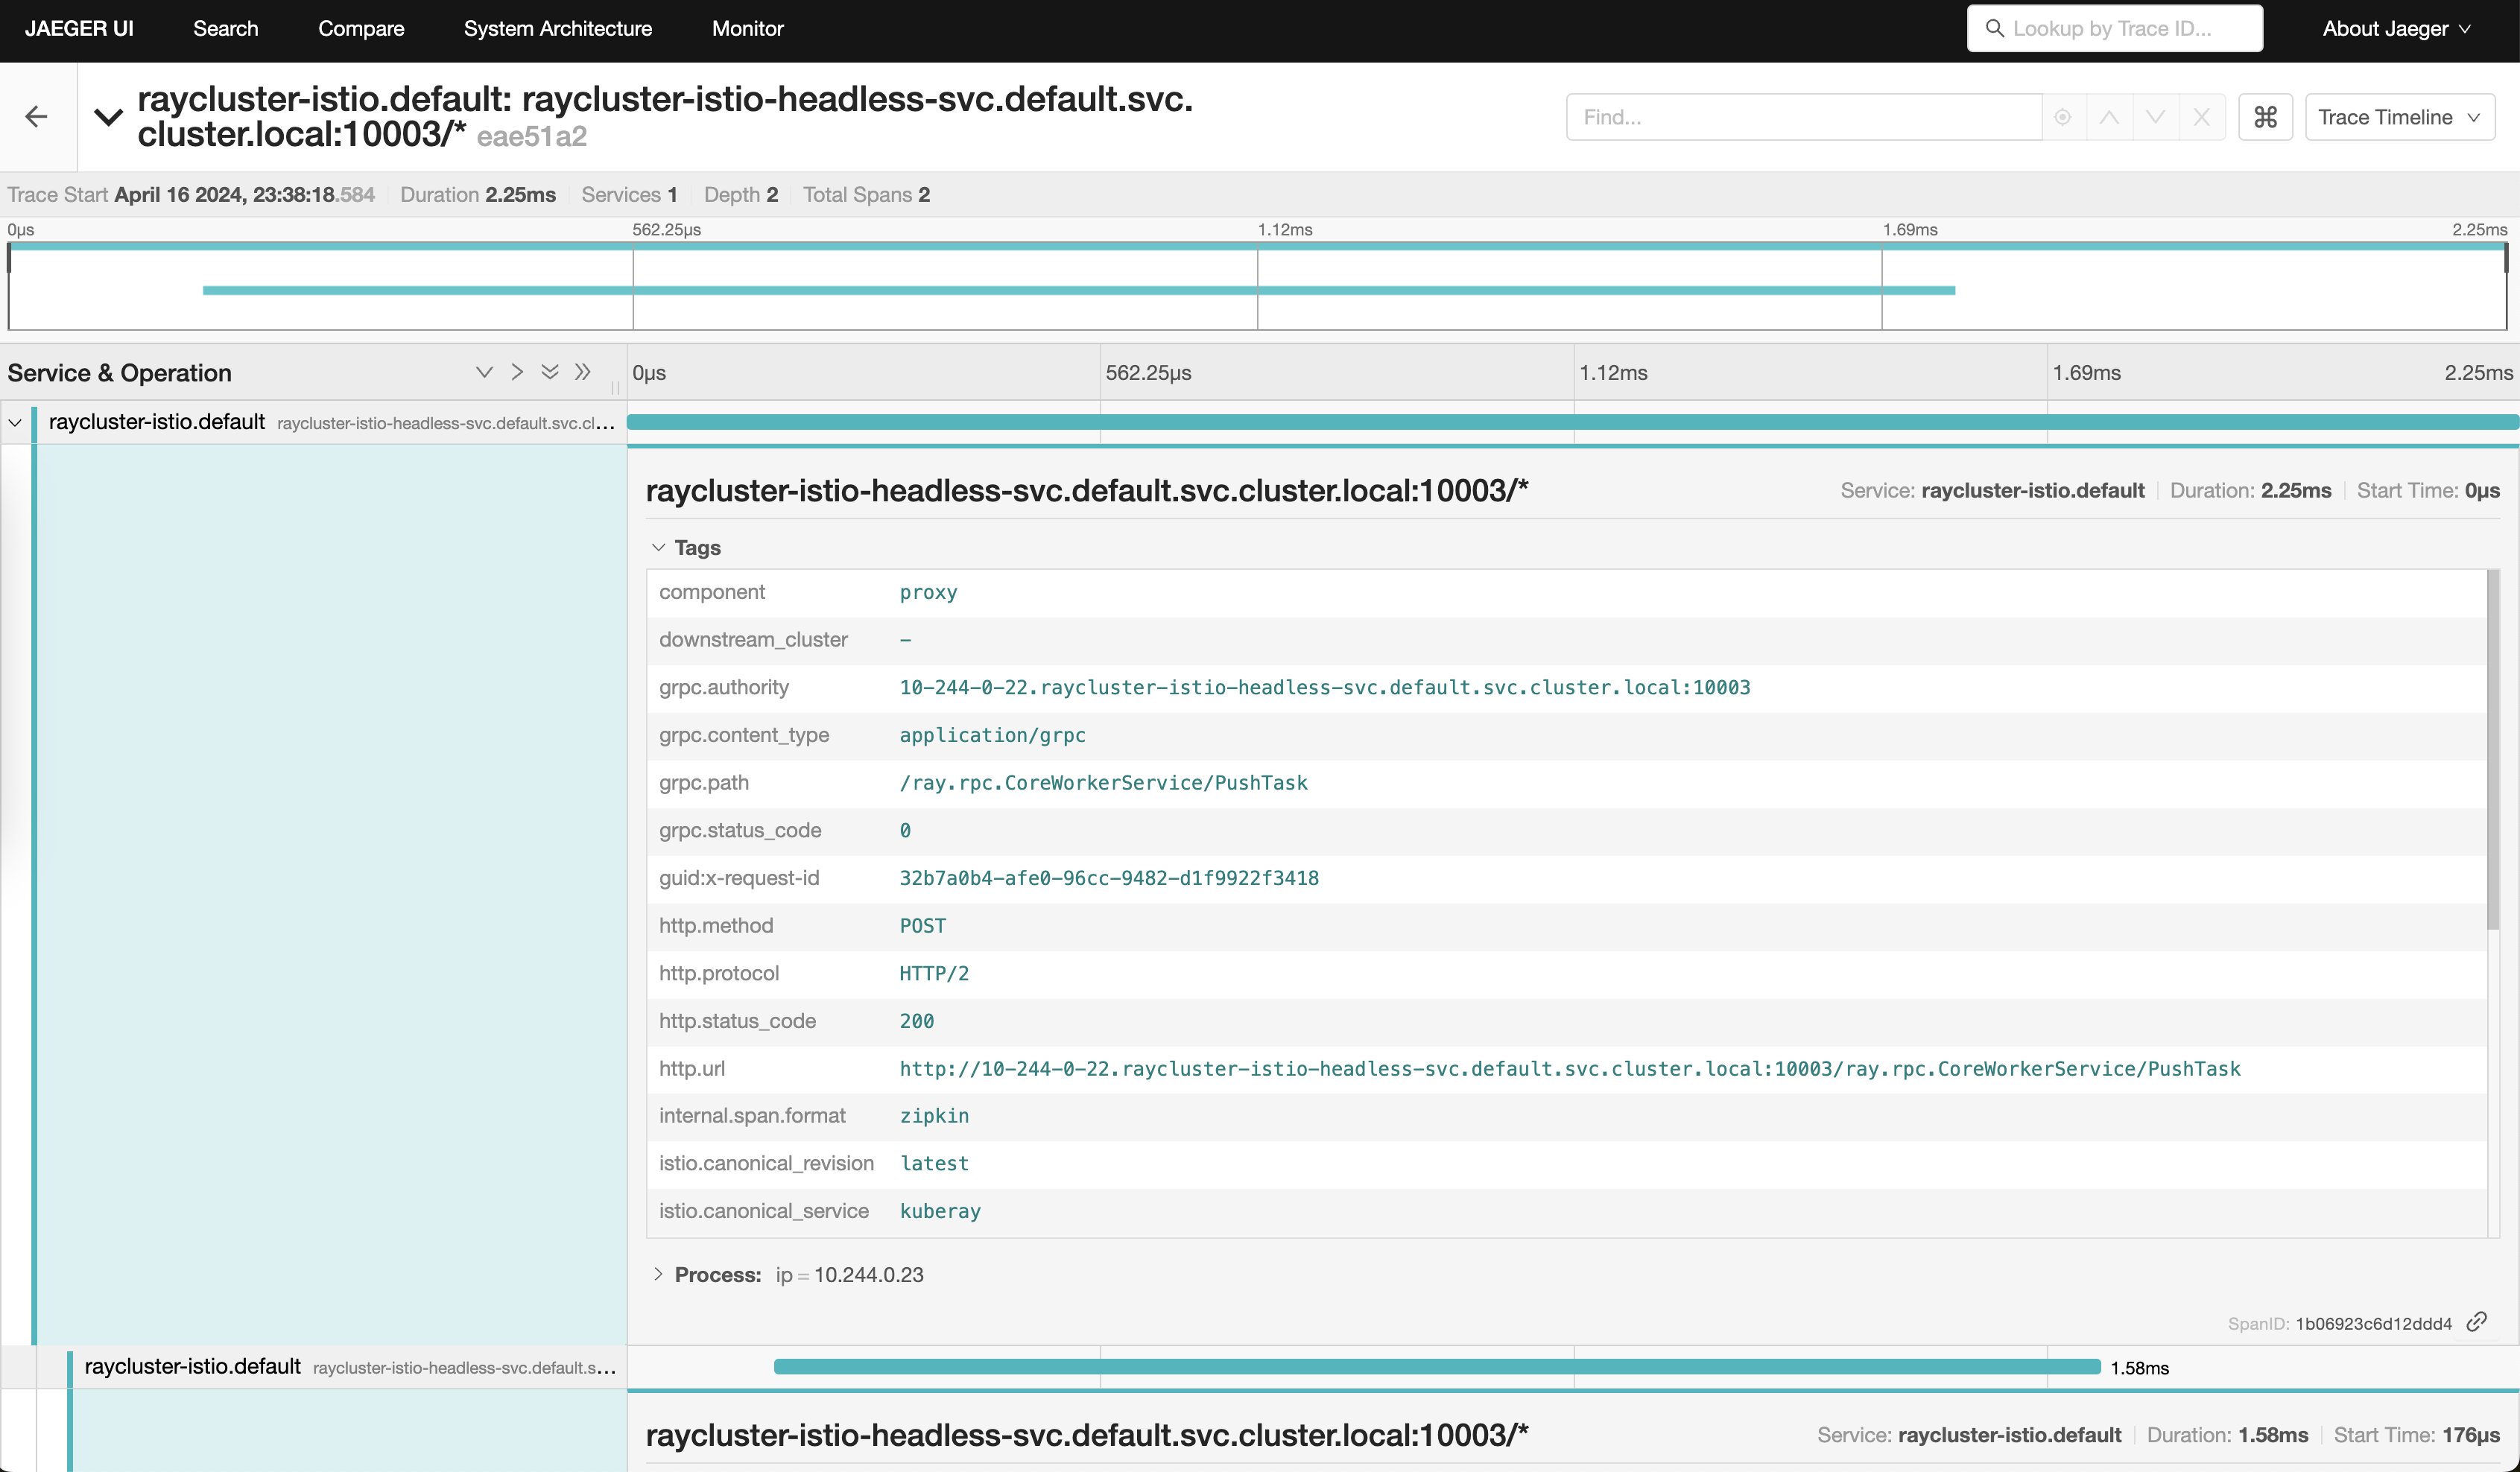 JAEGER UI Search Compare System Architecture Monitor Lookup by Trace ID... About Jaeger
raycluster-istio.default: raycluster-istio-headless-svc.default.svc.
cluster.local:10003/* eae51a2
Find... Trace Timeline
Trace Start April 16 2024, 23:38:18.584 Duration 2.25ms Services 1 Depth 2 Total Spans 2
0μs 562.25μs 1.12ms 1.69ms 2.25ms
Service & Operation 0μs 562.25μs 1.12ms 1.69ms 2.25ms
raycluster-istio.default raycluster-istio-headless-svc.default.svc.cl...
raycluster-istio-headless-svc.default.svc.cluster.local:10003/* Service: raycluster-istio.default Duration: 2.25ms Start Time: 0μs
Tags
component proxy
downstream_cluster –
grpc.authority 10-244-0-22.raycluster-istio-headless-svc.default.svc.cluster.local:10003
grpc.content_type application/grpc
grpc.path /ray.rpc.CoreWorkerService/PushTask
grpc.status_code 0
guid:x-request-id 32b7a0b4-afe0-96cc-9482-d1f9922f3418
http.method POST
http.protocol HTTP/2
http.status_code 200
http.url http://10-244-0-22.raycluster-istio-headless-svc.default.svc.cluster.local:10003/ray.rpc.CoreWorkerService/PushTask
internal.span.format zipkin
istio.canonical_revision latest
istio.canonical_service kuberay
Process: ip = 10.244.0.23
SpanID: 1b06923c6d12ddd4
raycluster-istio.default raycluster-istio-headless-svc.default.s... 1.58ms
raycluster-istio-headless-svc.default.svc.cluster.local:10003/* Service: raycluster-istio.default Duration: 1.58ms Start Time: 176μs